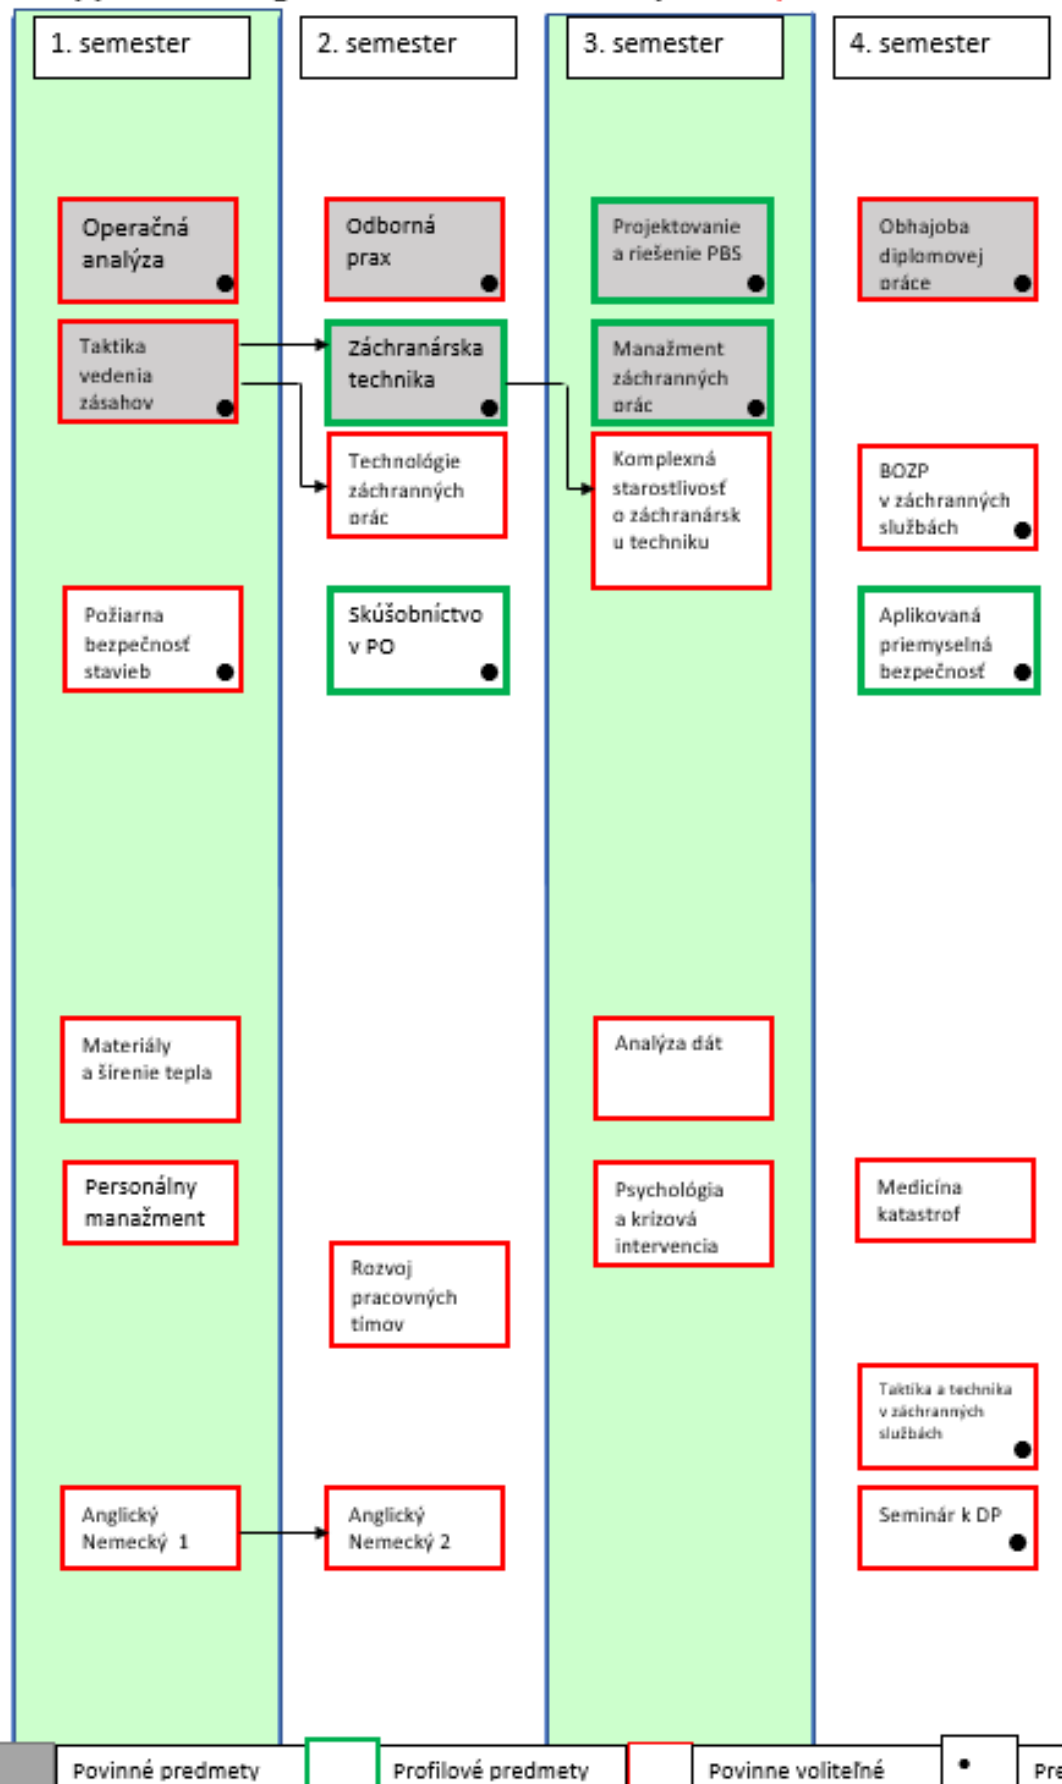 1. semester
2. semester
3. semester
4. semester
Operačná
analýza
Odborná
prax
Projektovanie
a riešenie PBS
Obhajoba
diplomovej
práce
Taktika
vedenia
zásahov
Záchranárska
technika
Manažment
záchranných
prác
Technológie
záchranných
prác
Komplexná
starostlivosť
o záchranársk
u techniku
BOZP
v záchranných
službách
Požiarna
bezpečnosť
stavieb
Skúšobníctvo
v PO
Aplikovaná
priemyselná
bezpečnosť
Materiály
a šírenie tepla
Analýza dát
Personálny
manažment
Psychológia
a krízová
intervencia
Medicína
katastrof
Rozvoj
pracovných
tímov
Taktika a technika
v záchranných
službách
Anglický
Nemecký 1
Anglický
Nemecký 2
Seminár k DP
Povinné predmety
Profilové predmety
Povinne voliteľné